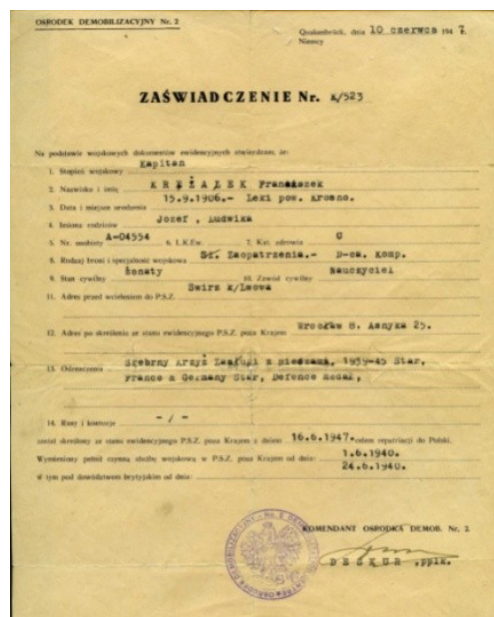 OŚRODEK DEMOBILIZACYJNY Nr. 2
Quakenbrück, dnia 10 czerwca 194 7.
Niemcy
ZAŚWIADCZENIE Nr. K/523
Na podstawie wojskowych dokumentów ewidencyjnych stwierdzam, że:
1. Stopień wojskowy Kapitan
2. Nazwisko i imię Franciszek
3. Data i miejsce urodzenia 15.9.1906.- Leki pow. Krosno.
4. Imiona rodziców Jozef , Ludwika
5. Nr. osobisty A-04554 6. L.K.Ew. 7. Kat. zdrowia C
8. Rodzaj broni i specjalność wojskowa Sł. Zaopatrzenia.- D-ca. Komp.
9. Stan cywilny Żonaty 10. Zawód cywilny Nauczyciel
11. Adres przed wcieleniem do P.S.Z. Swirz k/Lwowa
12. Adres po skreśleniu ze stanu ewidencyjnego P.S.Z. poza Krajem Wrocław B. Asnyka 25.
13. Odznaczenia Srebrny Krzyż Zasługi z Mieczami, 1939-45 Star,
France a Germany Star, Defence Medal,
14. Rany i kontuzje - / -
został skreślony ze stanu ewidencyjnego P.S.Z. poza Krajem z dniem 16.6.1947. celem repatriacji do Polski.
Wymieniony pełnił czynną służbę wojskową w P.S.Z. poza Krajem od dnia: 1.6.1940.
w tym pod dowództwem brytyjskim od dnia: 24.6.1940.
KOMENDANT OŚRODKA DEMOB. Nr. 2.
DESKUR ,ppłk.